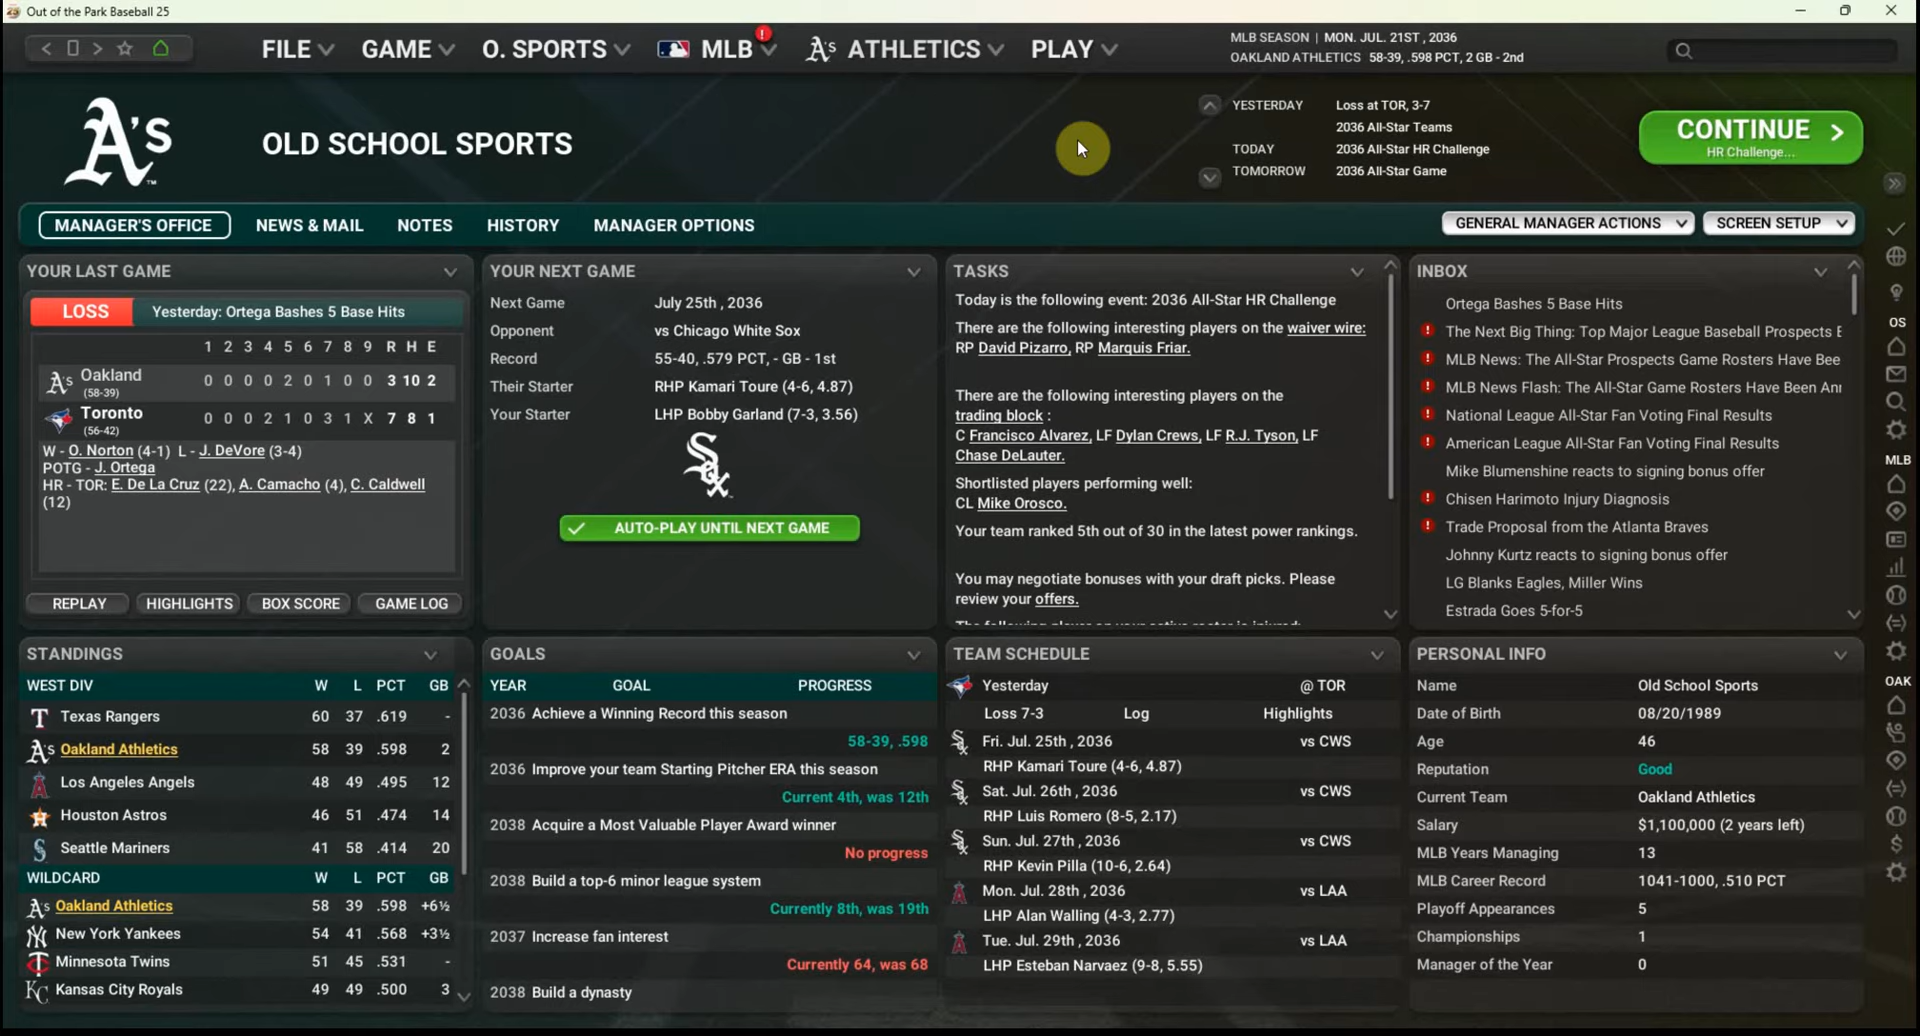 Out of the Park Baseball 25
FILE
GAME
O. SPORTS
MLB
ATHLETICS
PLAY
MLB SEASON | MON. JUL. 21ST , 2036
OAKLAND ATHLETICS 58-39, .598 PCT, 2 GB - 2nd
A's
OLD SCHOOL SPORTS
YESTERDAY Loss at TOR, 3-7
2036 All-Star Teams
TODAY 2036 All-Star HR Challenge
TOMORROW 2036 All-Star Game
CONTINUE
HR Challenge...
MANAGER'S OFFICE
NEWS & MAIL
NOTES
HISTORY
MANAGER OPTIONS
GENERAL MANAGER ACTIONS
SCREEN SETUP
YOUR LAST GAME
LOSS
Yesterday: Ortega Bashes 5 Base Hits
1 2 3 4 5 6 7 8 9 R H E
Oakland 0 0 0 0 2 0 1 0 0 3 10 2
(58-39)
Toronto 0 0 0 2 1 0 3 1 X 7 8 1
(56-42)
W - O. Norton (4-1) L - J. DeVore (3-4)
POTG - J. Ortega
HR - TOR: E. De La Cruz (22), A. Camacho (4), C. Caldwell
(12)
REPLAY
HIGHLIGHTS
BOX SCORE
GAME LOG
YOUR NEXT GAME
Next Game July 25th , 2036
Opponent vs Chicago White Sox
Record 55-40, .579 PCT, - GB - 1st
Their Starter RHP Kamari Toure (4-6, 4.87)
Your Starter LHP Bobby Garland (7-3, 3.56)
AUTO-PLAY UNTIL NEXT GAME
TASKS
Today is the following event: 2036 All-Star HR Challenge
There are the following interesting players on the waiver wire:
RP David Pizarro, RP Marquis Friar.
There are the following interesting players on the
trading block :
C Francisco Alvarez, LF Dylan Crews, LF R.J. Tyson, LF
Chase DeLauter.
Shortlisted players performing well:
CL Mike Orosco.
Your team ranked 5th out of 30 in the latest power rankings.
You may negotiate bonuses with your draft picks. Please
review your offers.
INBOX
Ortega Bashes 5 Base Hits
The Next Big Thing: Top Major League Baseball Prospects E
MLB News: The All-Star Prospects Game Rosters Have Bee
MLB News Flash: The All-Star Game Rosters Have Been Anr
National League All-Star Fan Voting Final Results
American League All-Star Fan Voting Final Results
Mike Blumenshine reacts to signing bonus offer
Chisen Harimoto Injury Diagnosis
Trade Proposal from the Atlanta Braves
Johnny Kurtz reacts to signing bonus offer
LG Blanks Eagles, Miller Wins
Estrada Goes 5-for-5
OS
MLB
OAK
STANDINGS
WEST DIV W L PCT GB
Texas Rangers 60 37 .619 -
Oakland Athletics 58 39 .598 2
Los Angeles Angels 48 49 .495 12
Houston Astros 46 51 .474 14
Seattle Mariners 41 58 .414 20
WILDCARD W L PCT GB
Oakland Athletics 58 39 .598 +6½
New York Yankees 54 41 .568 +3½
Minnesota Twins 51 45 .531 -
Kansas City Royals 49 49 .500 3
GOALS
YEAR GOAL PROGRESS
2036 Achieve a Winning Record this season
58-39, .598
2036 Improve your team Starting Pitcher ERA this season
Current 4th, was 12th
2038 Acquire a Most Valuable Player Award winner
No progress
2038 Build a top-6 minor league system
Currently 8th, was 19th
2037 Increase fan interest
Currently 64, was 68
2038 Build a dynasty
TEAM SCHEDULE
Yesterday @ TOR
Loss 7-3 Log Highlights
Fri. Jul. 25th , 2036 vs CWS
RHP Kamari Toure (4-6, 4.87)
Sat. Jul. 26th , 2036 vs CWS
RHP Luis Romero (8-5, 2.17)
Sun. Jul. 27th , 2036 vs CWS
RHP Kevin Pilla (10-6, 2.64)
Mon. Jul. 28th , 2036 vs LAA
LHP Alan Walling (4-3, 2.77)
Tue. Jul. 29th , 2036 vs LAA
LHP Esteban Narvaez (9-8, 5.55)
PERSONAL INFO
Name Old School Sports
Date of Birth 08/20/1989
Age 46
Reputation Good
Current Team Oakland Athletics
Salary $1,100,000 (2 years left)
MLB Years Managing 13
MLB Career Record 1041-1000, .510 PCT
Playoff Appearances 5
Championships 1
Manager of the Year 0